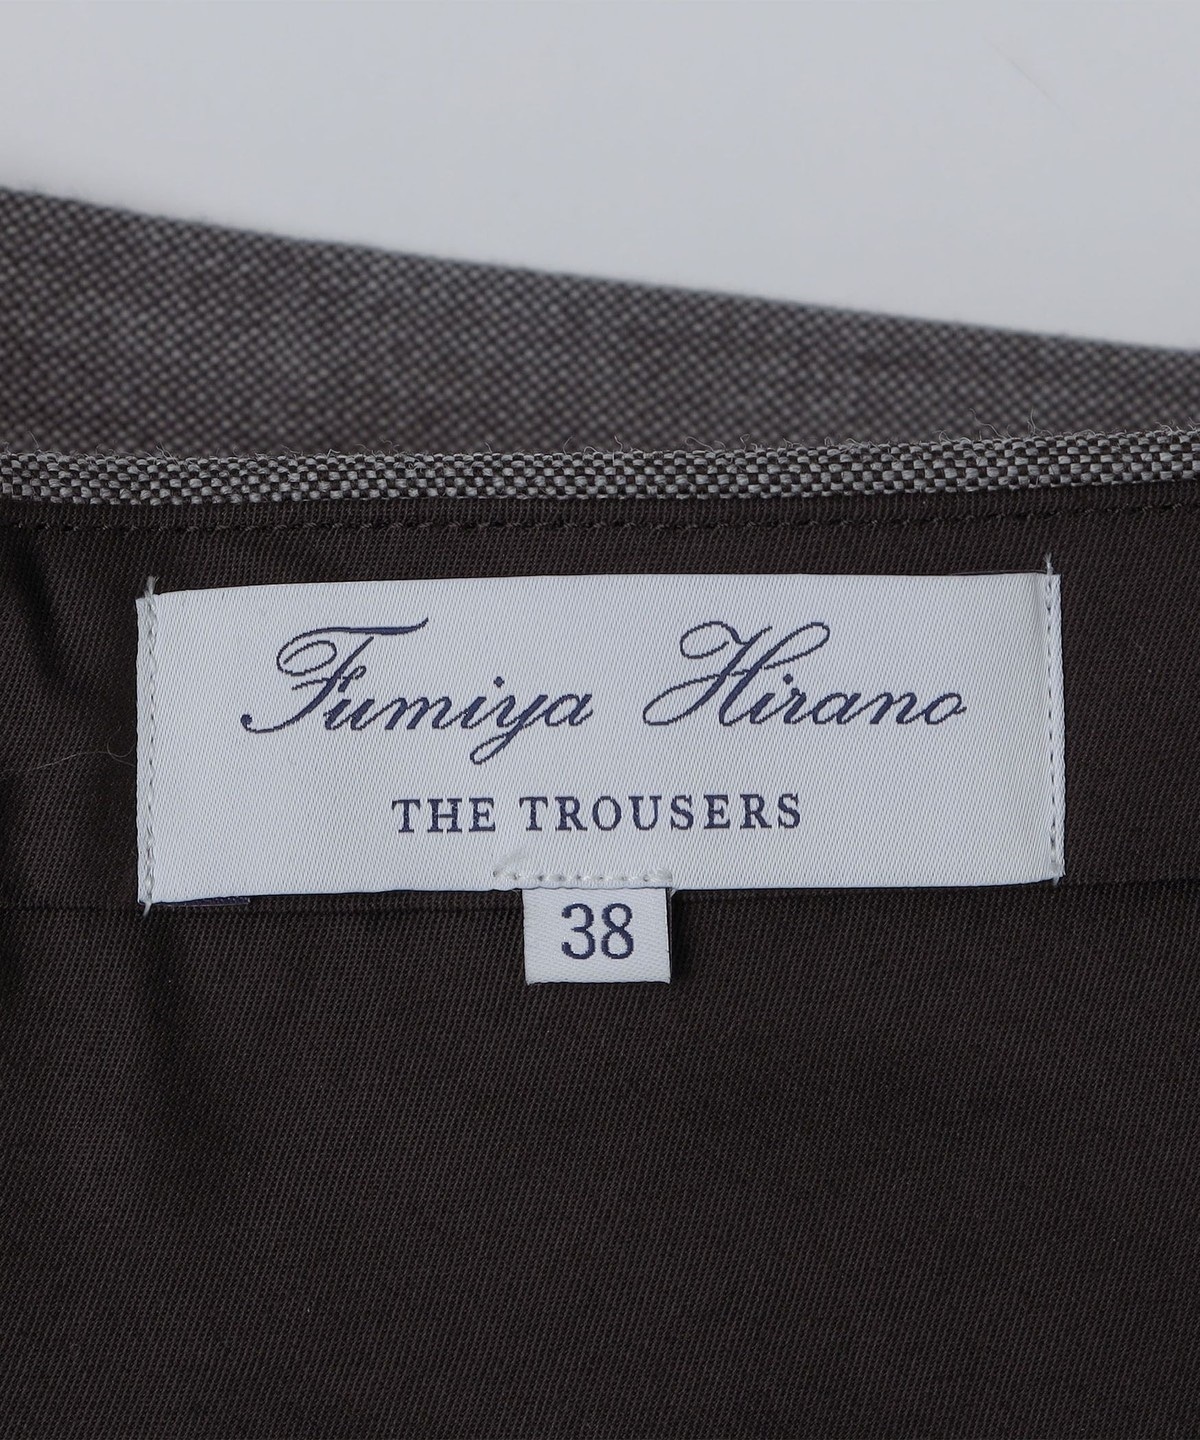 Fumiya Hirano
THE TROUSERS
38